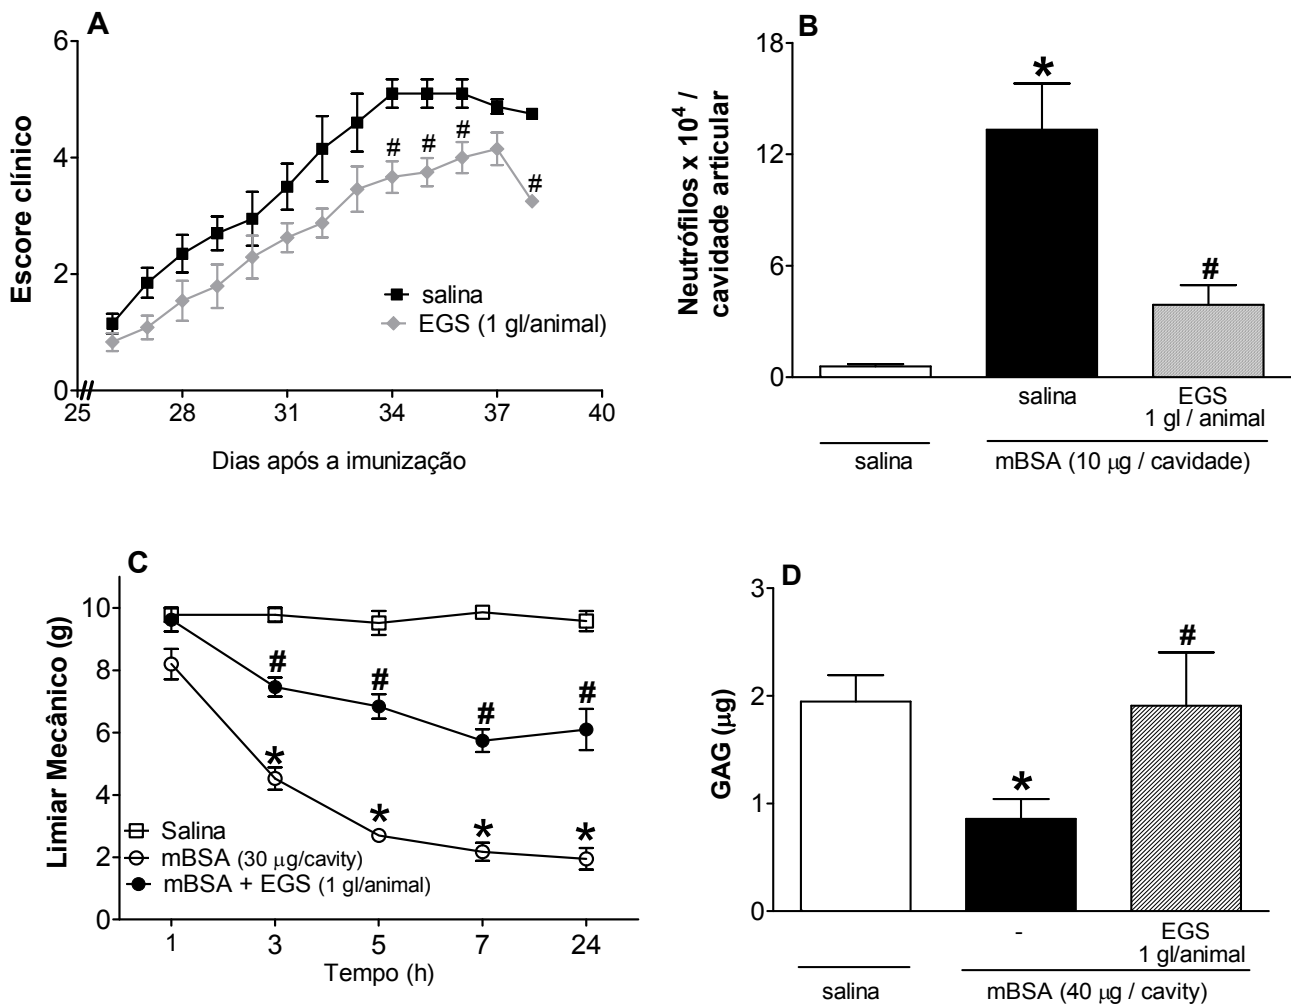 A
Escore clínico
6
4
2
0
25
28
31
34
37
40
# # # #
salina
EGS (1 gl/animal)
Dias após a imunização
B
Neutrófilos x 10⁴ /
cavidade articular
18
12
6
0
*
#
salina
EGS
1 gl / animal
salina
mBSA (10 μg / cavidade)
C
Limiar Mecânico (g)
10
8
6
4
2
0
# # # #
* * * *
Salina
mBSA (30 μg/cavity)
mBSA + EGS (1 gl/animal)
1
3
5
7
24
Tempo (h)
D
GAG (μg)
3
2
1
0
*
#
-
EGS
1 gl/animal
salina
mBSA (40 μg / cavity)